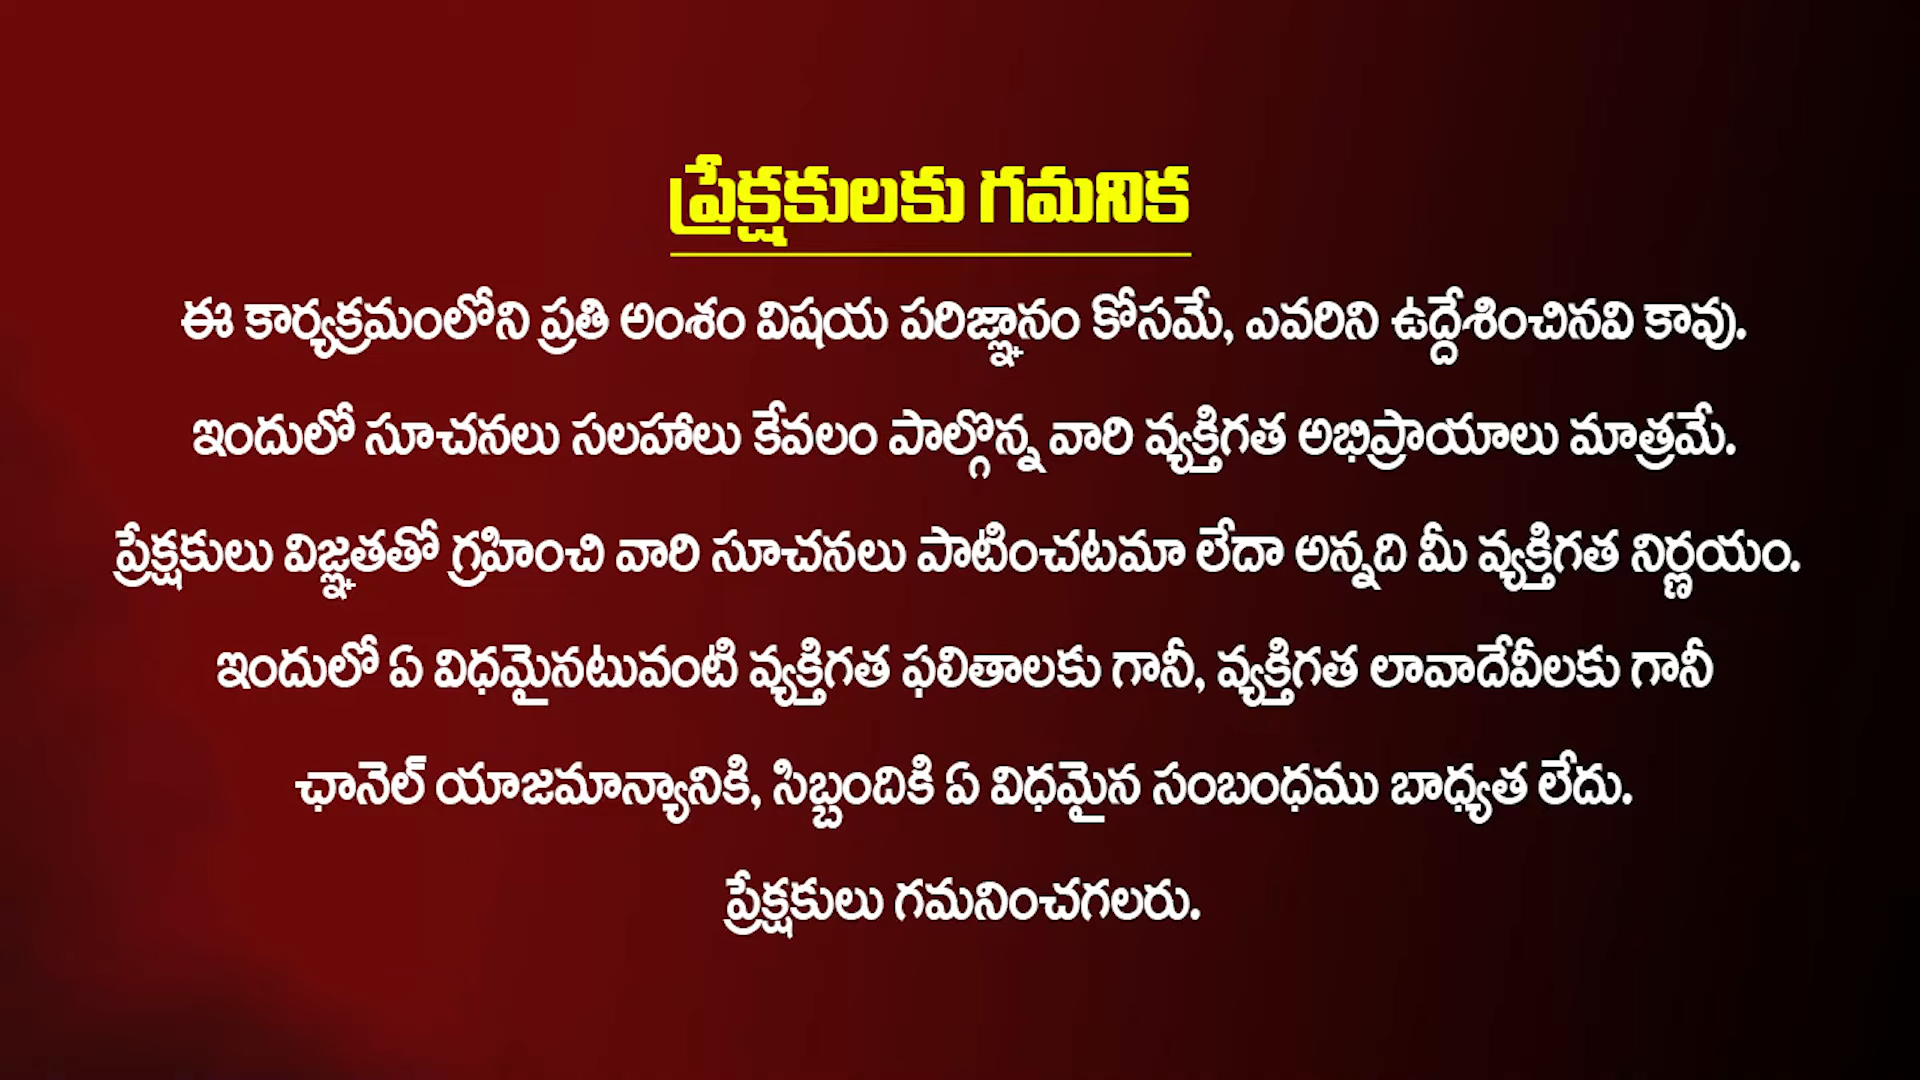 ప్రేక్షకులకు గమనిక
ఈ కార్యక్రమంలోని ప్రతి అంశం విషయ పరిజ్ఞానం కోసమే, ఎవరిని ఉద్దేశించినవి కావు.
ఇందులో సూచనలు సలహాలు కేవలం పాల్గొన్న వారి వ్యక్తిగత అభిప్రాయాలు మాత్రమే.
ప్రేక్షకులు విజ్ఞతతో గ్రహించి వారి సూచనలు పాటించటమా లేదా అన్నది మీ వ్యక్తిగత నిర్ణయం.
ఇందులో ఏ విధమైనటువంటి వ్యక్తిగత ఫలితాలకు గానీ, వ్యక్తిగత లావాదేవీలకు గానీ
ఛానెల్ యాజమాన్యానికి, సిబ్బందికి ఏ విధమైన సంబంధము బాధ్యత లేదు.
ప్రేక్షకులు గమనించగలరు.